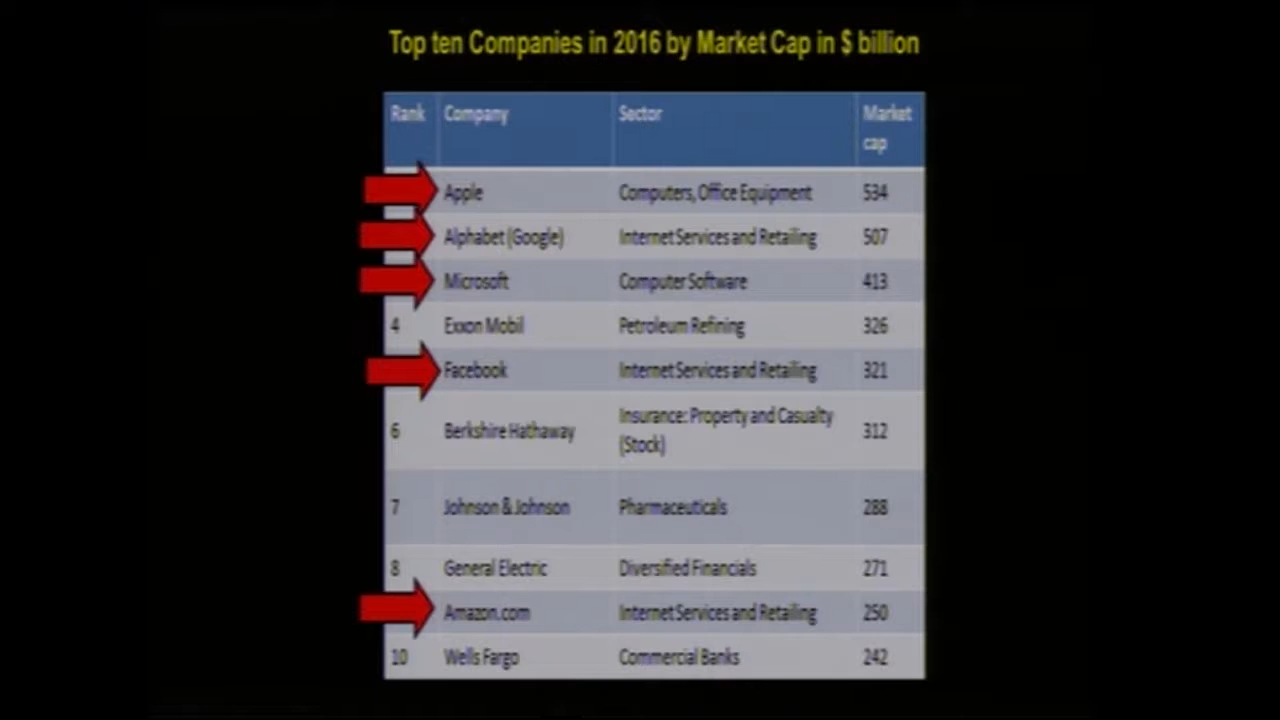 Top ten Companies in 2016 by Market Cap in $ billion
Rank Company Sector Market cap
Apple Computers, Office Equipment 534
Alphabet (Google) Internet Services and Retailing 507
Microsoft Computer Software 413
4 Exxon Mobil Petroleum Refining 326
Facebook Internet Services and Retailing 321
6 Berkshire Hathaway Insurance: Property and Casualty (Stock) 312
7 Johnson & Johnson Pharmaceuticals 288
8 General Electric Diversified Financials 271
Amazon.com Internet Services and Retailing 250
10 Wells Fargo Commercial Banks 242